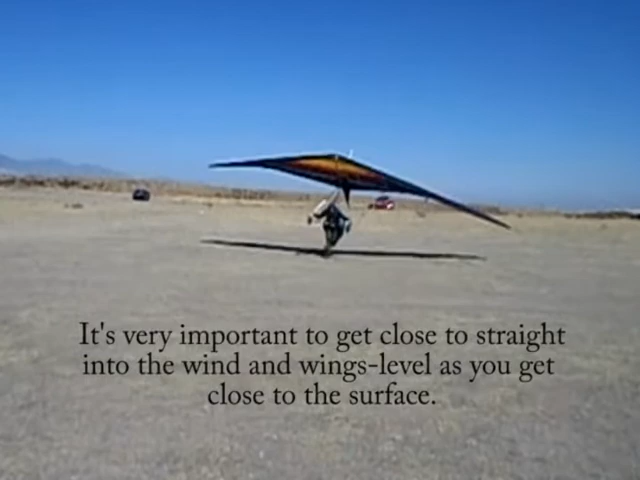 It's very important to get close to straight
into the wind and wings-level as you get
close to the surface.